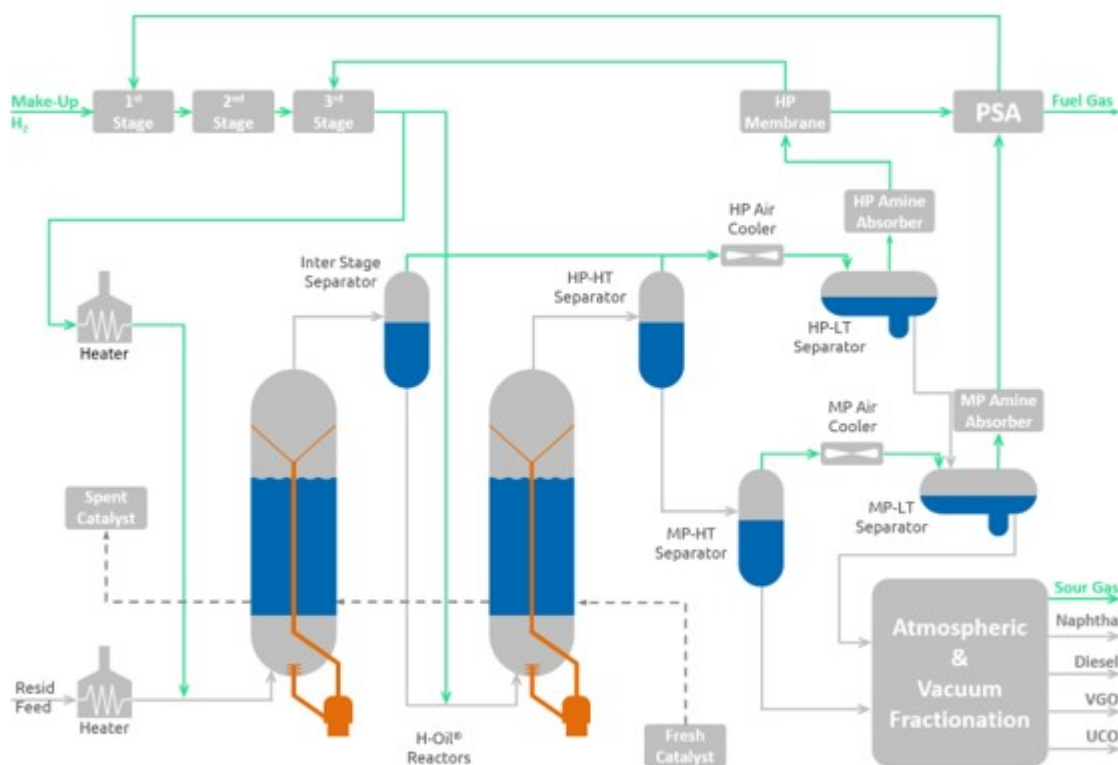 Make-Up
H2
1st
Stage
2nd
Stage
3rd
Stage
HP
Membrane
PSA
Fuel Gas
HP Amine
Absorber
HP Air
Cooler
Inter Stage
Separator
HP-HT
Separator
HP-LT
Separator
Heater
MP Amine
Absorber
MP Air
Cooler
Spent
Catalyst
MP-HT
Separator
MP-LT
Separator
Atmospheric
&
Vacuum
Fractionation
Sour Gas
Naphtha
Diesel
VGO
UCO
Resid
Feed
Heater
H-Oil®
Reactors
Fresh
Catalyst